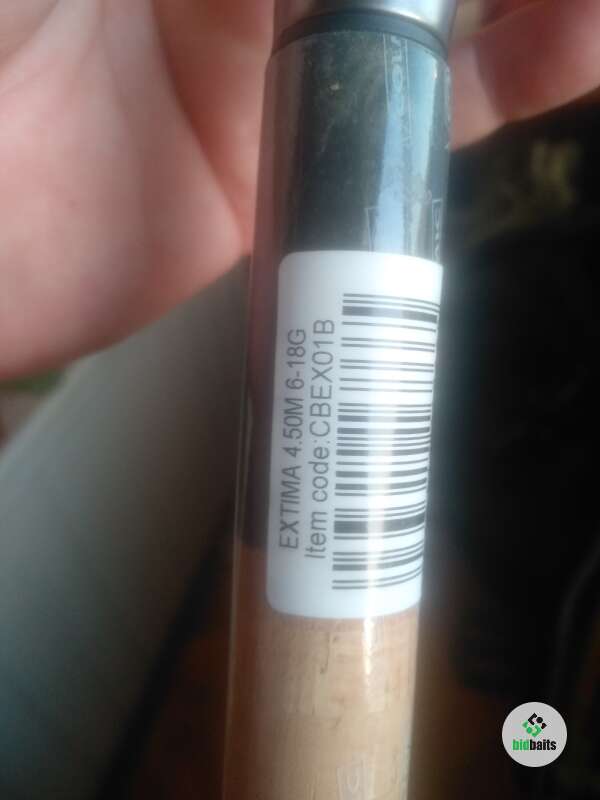 EXTIMA 4.50M 6-18G
Item code:CBEX01B
bidbaits